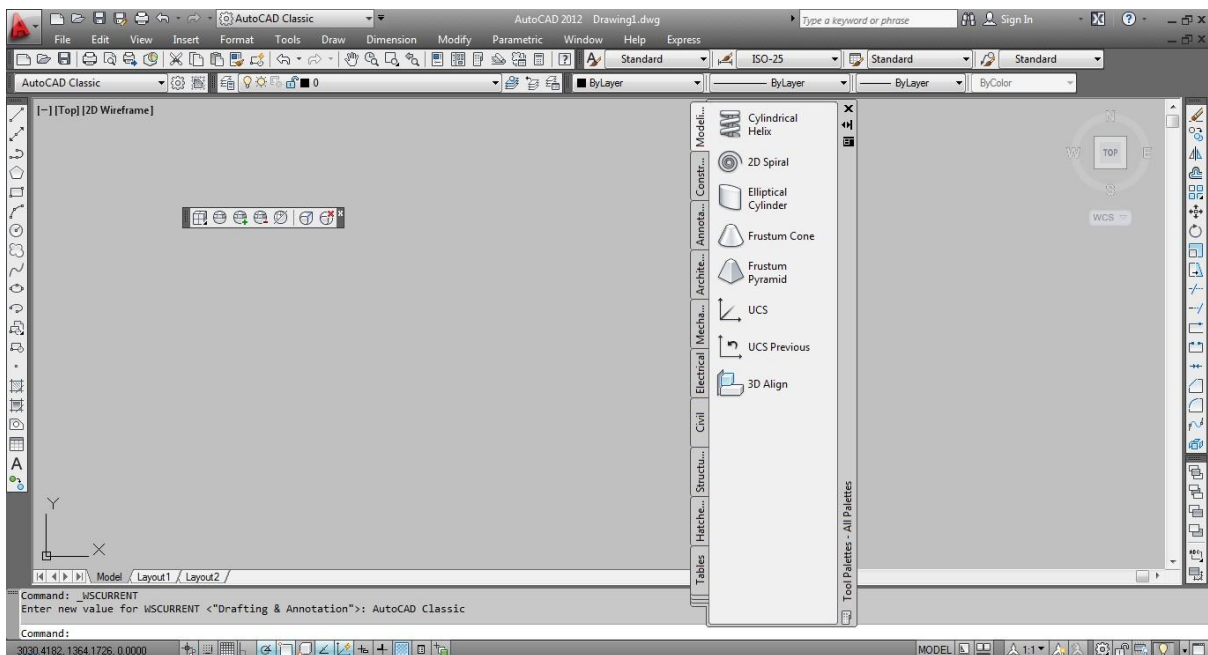 AutoCAD Classic
AutoCAD 2012 Drawing1.dwg
Type a keyword or phrase
Sign In
File Edit View Insert Format Tools Draw Dimension Modify Parametric Window Help Express
Standard ISO-25 Standard Standard
AutoCAD Classic 0 ByLayer ByLayer ByLayer ByColor
[−] [Top] [2D Wireframe]
Modeli...
Constr...
Annota...
Archite...
Mecha...
Electrical
Civil
Structu...
Hatche...
Tables
Cylindrical
Helix
2D Spiral
Elliptical
Cylinder
Frustum Cone
Frustum
Pyramid
UCS
UCS Previous
3D Align
Tool Palettes - All Palettes
N
W TOP E
S
WCS
A
Y
X
Model Layout1 Layout2
Command: _WSCURRENT
Enter new value for WSCURRENT <"Drafting & Annotation">: AutoCAD Classic
Command:
3030.4182, 1364.1726, 0.0000
MODEL 1:1